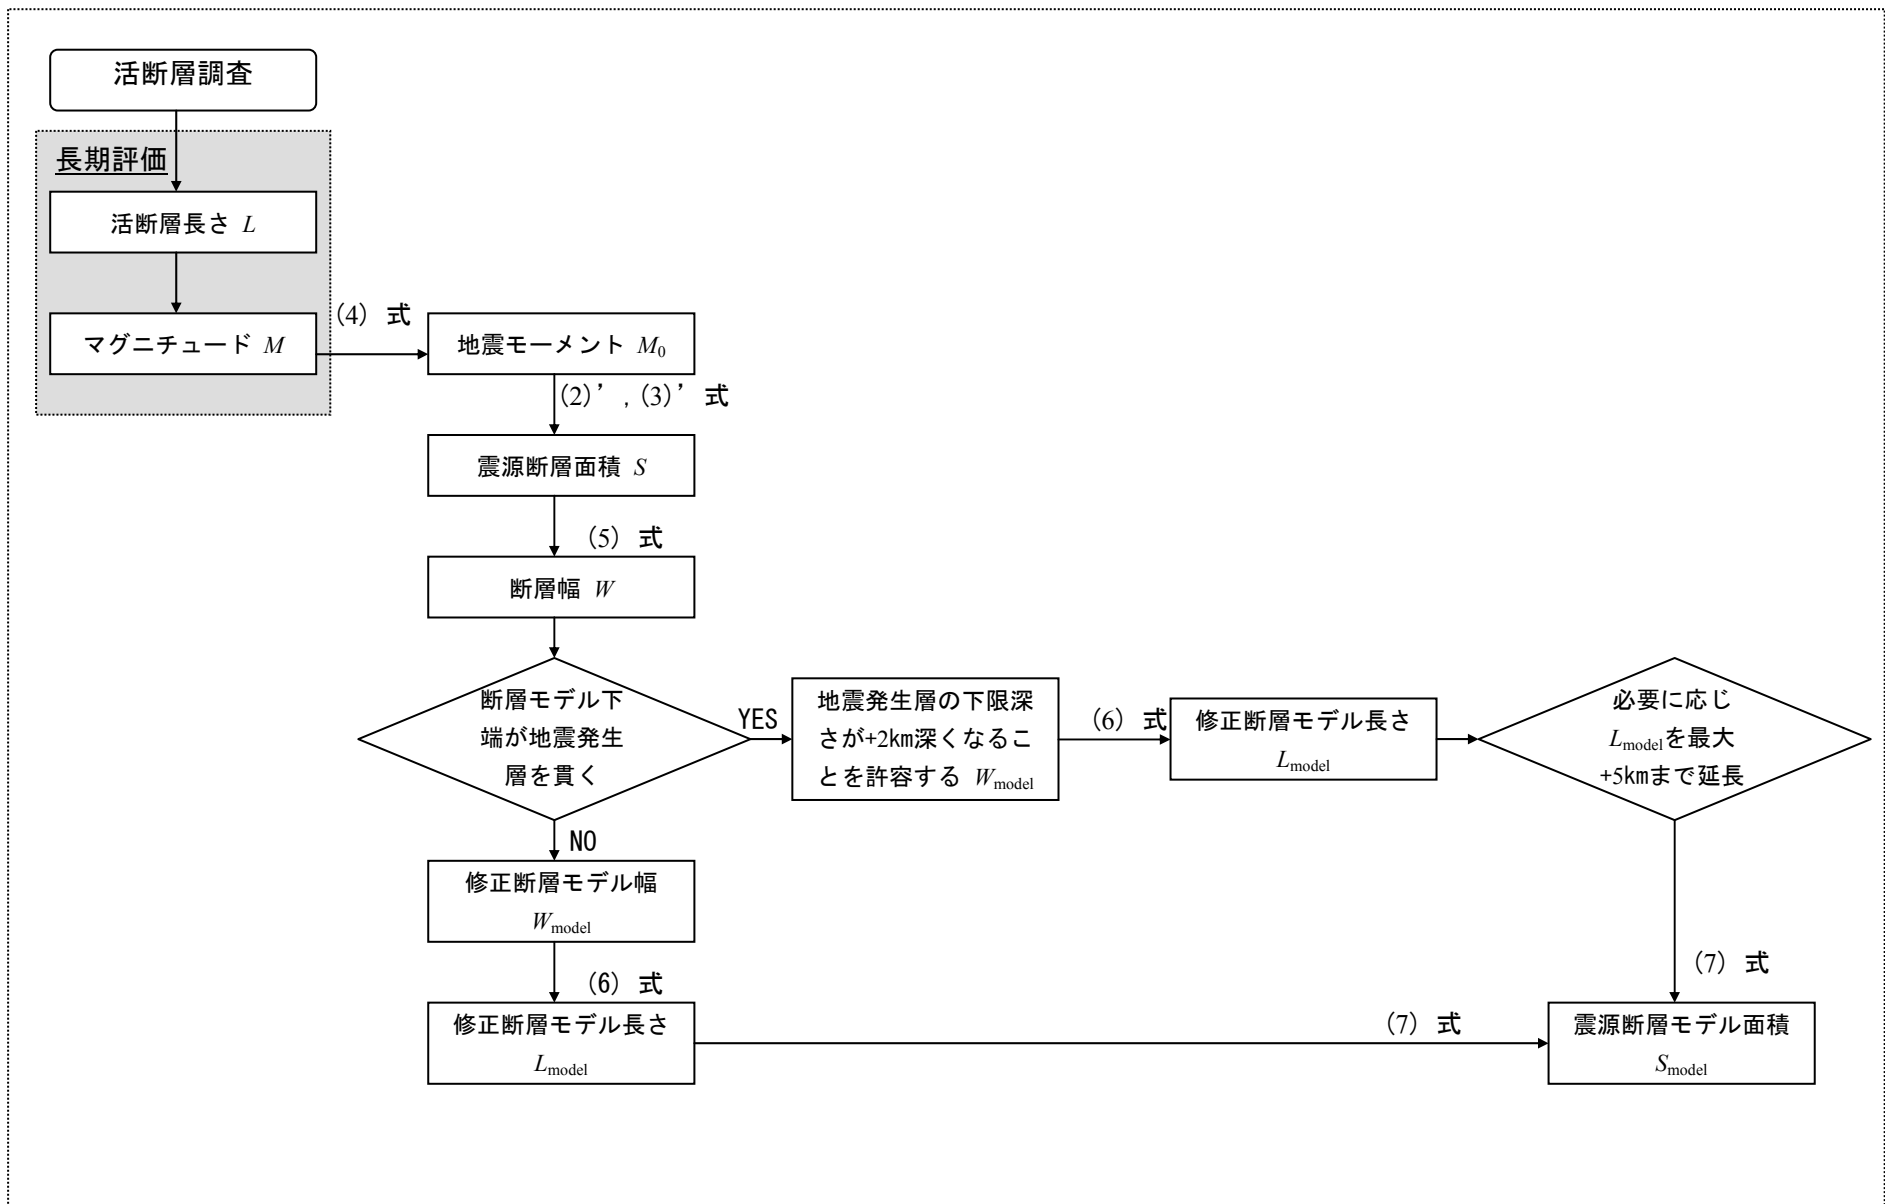 活断層調査
長期評価
活断層長さ L
マグニチュード M
(4) 式
地震モーメント M0
(2)’, (3)’ 式
震源断層面積 S
(5) 式
断層幅 W
断層モデル下
端が地震発生
層を貫く
YES
地震発生層の下限深
さが+2km深くなるこ
とを許容する Wmodel
(6) 式
修正断層モデル長さ
Lmodel
必要に応じ
Lmodelを最大
+5kmまで延長
NO
修正断層モデル幅
Wmodel
(6) 式
修正断層モデル長さ
Lmodel
(7) 式
(7) 式
震源断層モデル面積
Smodel